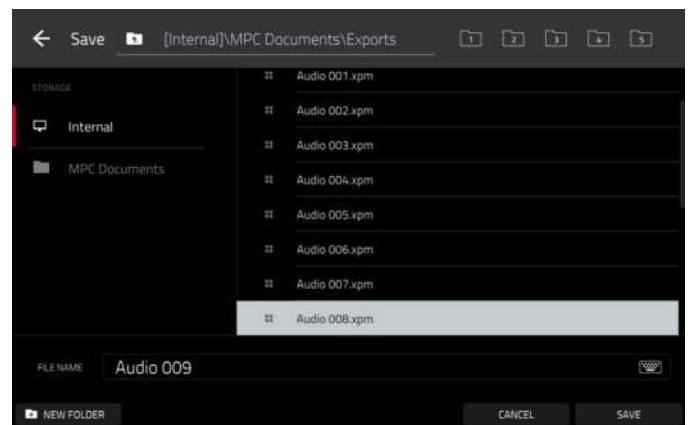 Save [Internal]\MPC Documents\Exports 1 2 3 4 5
STORAGE
Internal
MPC Documents
Audio 001.xpm
Audio 002.xpm
Audio 003.xpm
Audio 004.xpm
Audio 005.xpm
Audio 006.xpm
Audio 007.xpm
Audio 008.xpm
FILE NAME Audio 009
NEW FOLDER CANCEL SAVE